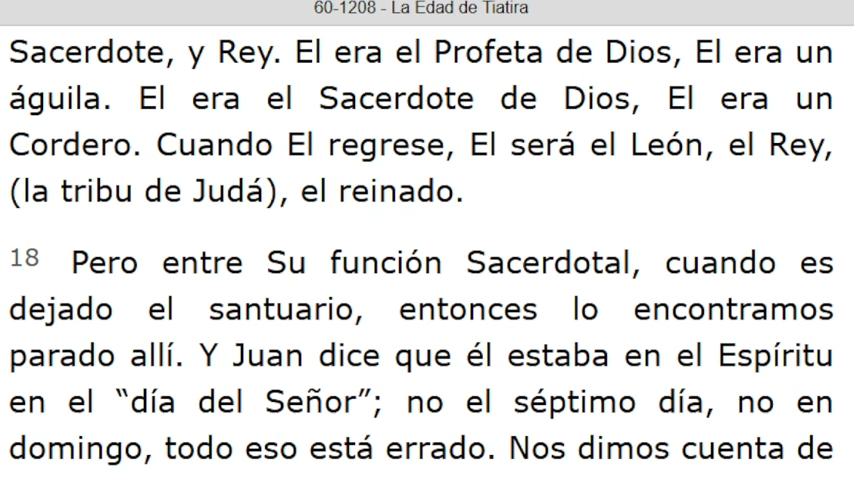 60-1208 - La Edad de Tiatira
Sacerdote, y Rey. El era el Profeta de Dios, El era un
águila. El era el Sacerdote de Dios, El era un
Cordero. Cuando El regrese, El será el León, el Rey,
(la tribu de Judá), el reinado.
18 Pero entre Su función Sacerdotal, cuando es
dejado el santuario, entonces lo encontramos
parado allí. Y Juan dice que él estaba en el Espíritu
en el “día del Señor”; no el séptimo día, no en
domingo, todo eso está errado. Nos dimos cuenta de